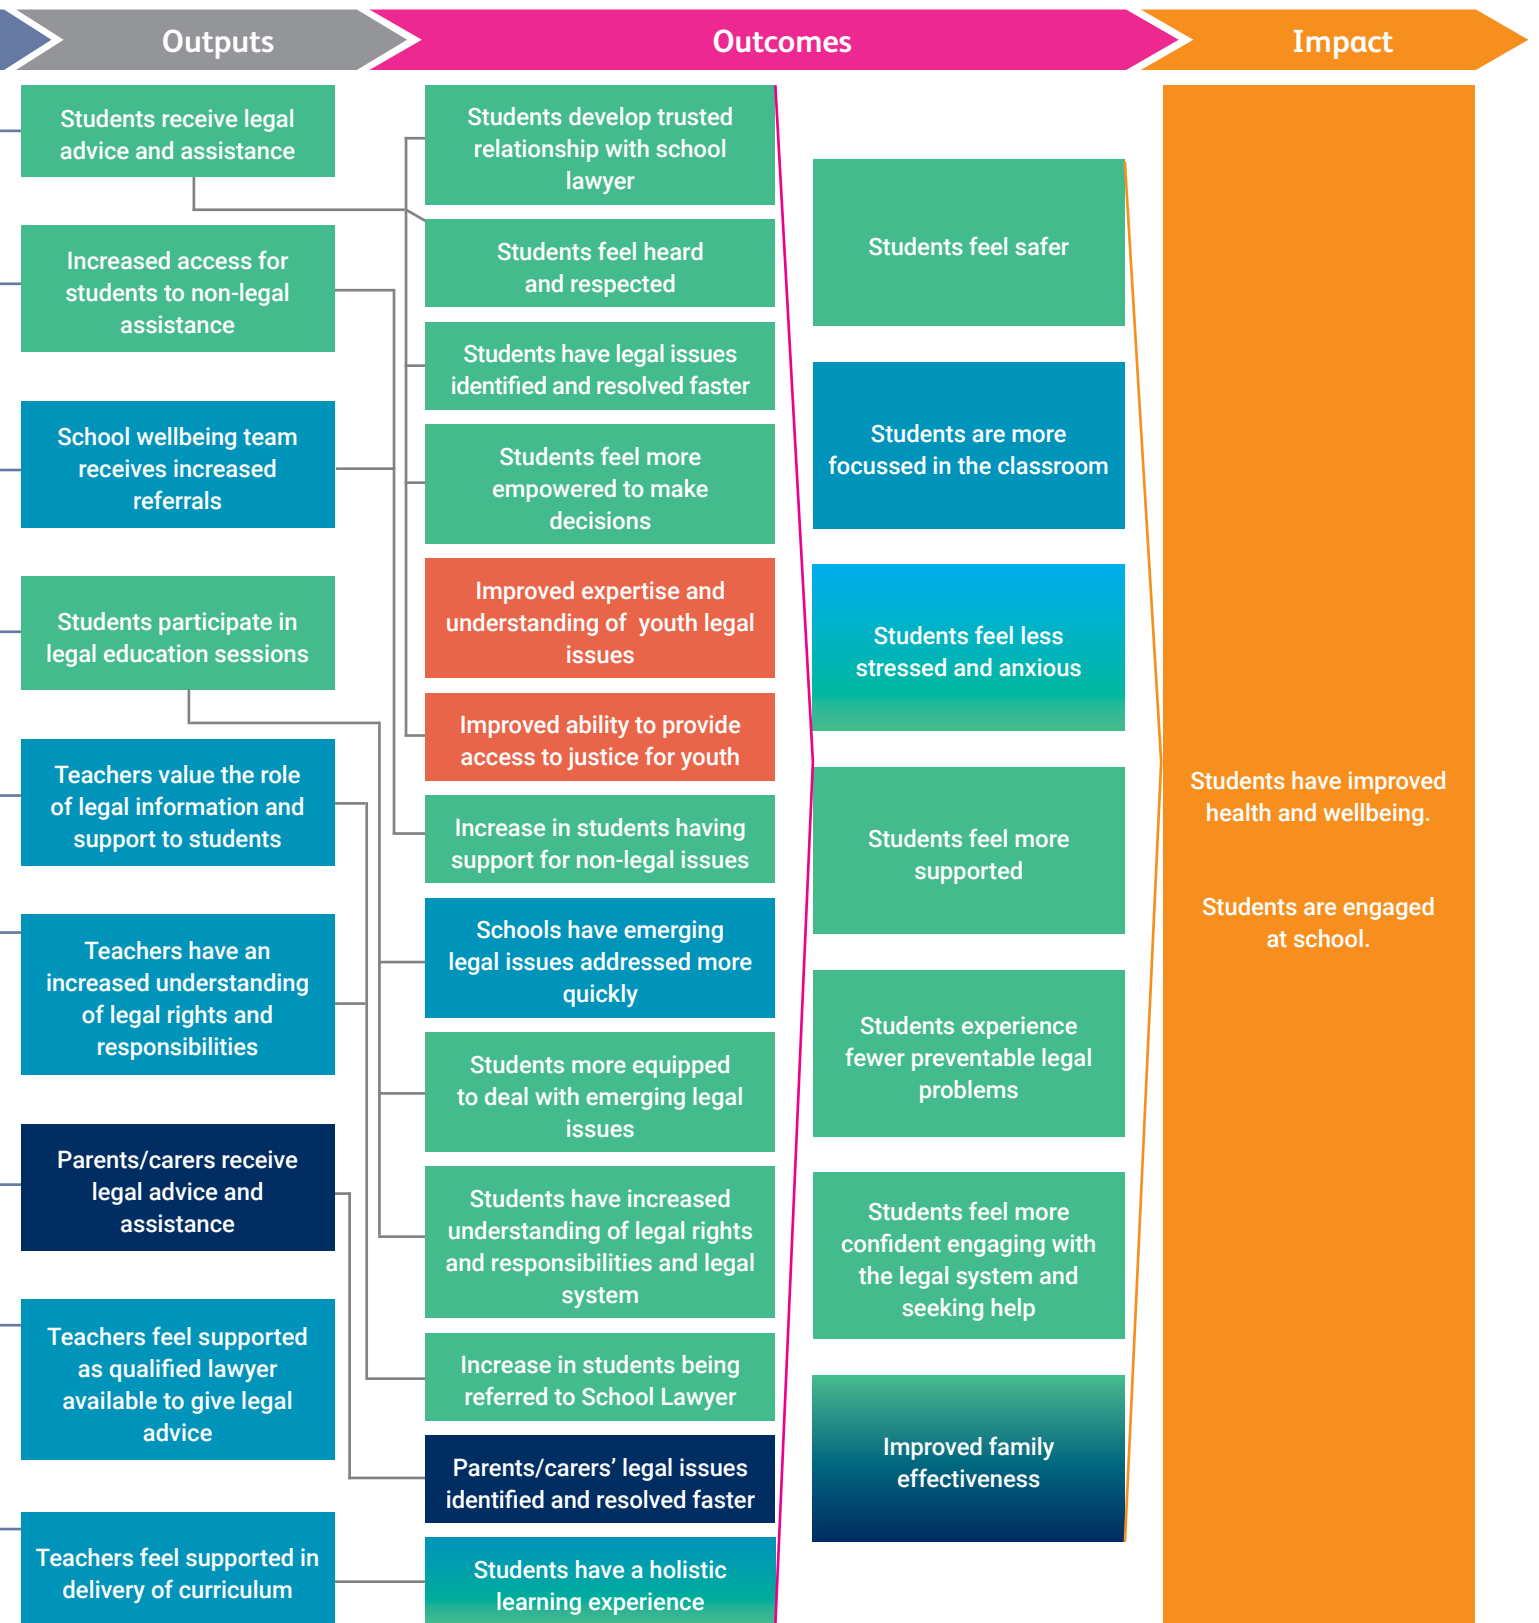 Outputs
Outcomes
Impact
Students receive legal
advice and assistance
Increased access for
students to non-legal
assistance
School wellbeing team
receives increased
referrals
Students participate in
legal education sessions
Teachers value the role
of legal information and
support to students
Teachers have an
increased understanding
of legal rights and
responsibilities
Parents/carers receive
legal advice and
assistance
Teachers feel supported
as qualified lawyer
available to give legal
advice
Teachers feel supported in
delivery of curriculum
Students develop trusted
relationship with school
lawyer
Students feel heard
and respected
Students have legal issues
identified and resolved faster
Students feel more
empowered to make
decisions
Improved expertise and
understanding of  youth legal
issues
Improved ability to provide
access to justice for youth
Increase in students having
support for non-legal issues
Schools have emerging
legal issues addressed more
quickly
Students more equipped
to deal with emerging legal
issues
Students have increased
understanding of legal rights
and responsibilities and legal
system
Increase in students being
referred to School Lawyer
Parents/carers’ legal issues
identified and resolved faster
Students have a holistic
learning experience
Students feel safer
Students are more
focussed in the classroom
Students feel less
stressed and anxious
Students feel more
supported
Students experience
fewer preventable legal
problems
Students feel more
confident engaging with
the legal system and
seeking help
Improved family
effectiveness
Students have improved
health and wellbeing.
Students are engaged
at school.